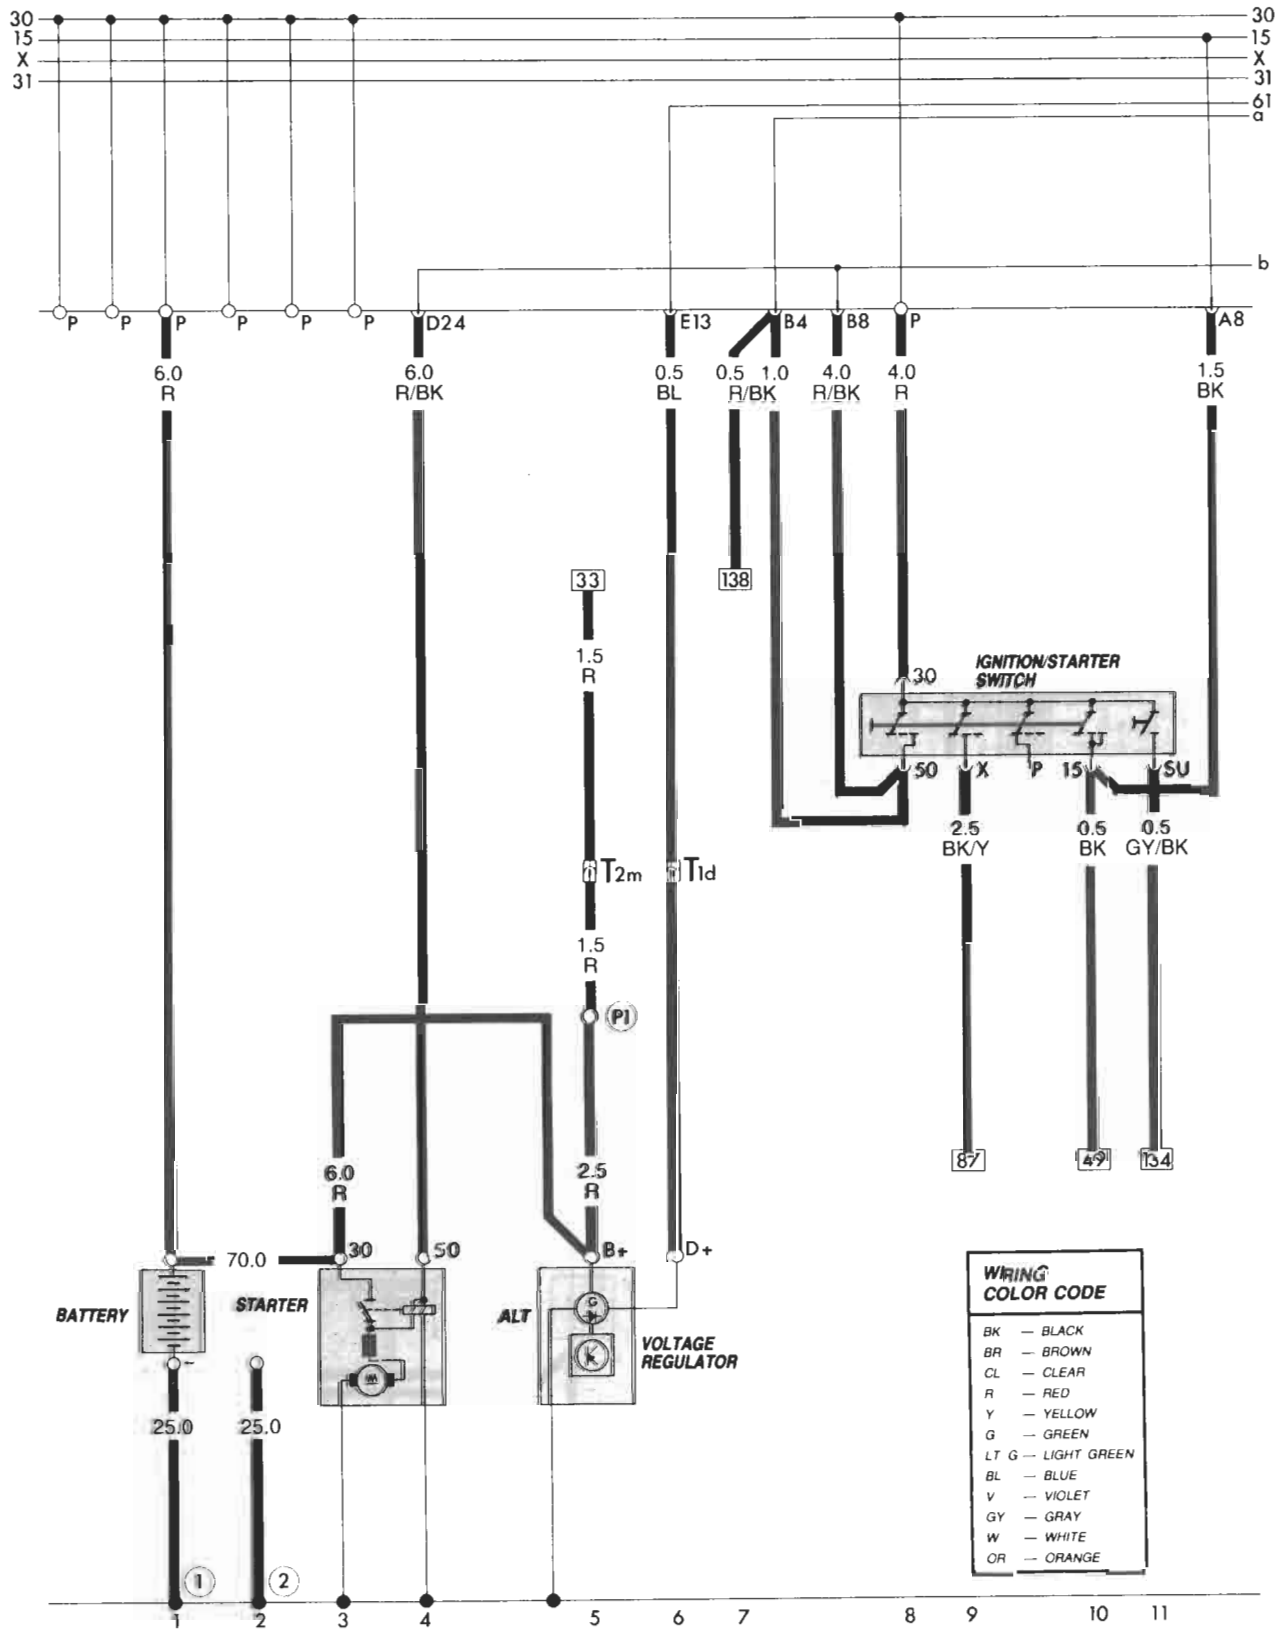 30 30
15 15
X X
31 31
61
a
b
P P P P P P D24 E13 B4 B8 P A8
6.0 6.0 0.5 0.5 1.0 4.0 4.0 1.5
R R/BK BL R/BK R/BK R BK
33 138
1.5
R
IGNITION/STARTER
SWITCH
30
50 X P 15 SU
2.5 0.5 0.5
BK/Y BK GY/BK
T2m T1d
1.5
R
P1
87 49 134
6.0 2.5
R R
70.0 30 50 B+ D+
BATTERY
STARTER
ALT
G
VOLTAGE
REGULATOR
M
-
25.0 25.0
1 2
1 2 3 4 5 6 7 8 9 10 11
WIRING
COLOR CODE
BK — BLACK
BR — BROWN
CL — CLEAR
R — RED
Y — YELLOW
G — GREEN
LT G — LIGHT GREEN
BL — BLUE
V — VIOLET
GY — GRAY
W — WHITE
OR — ORANGE